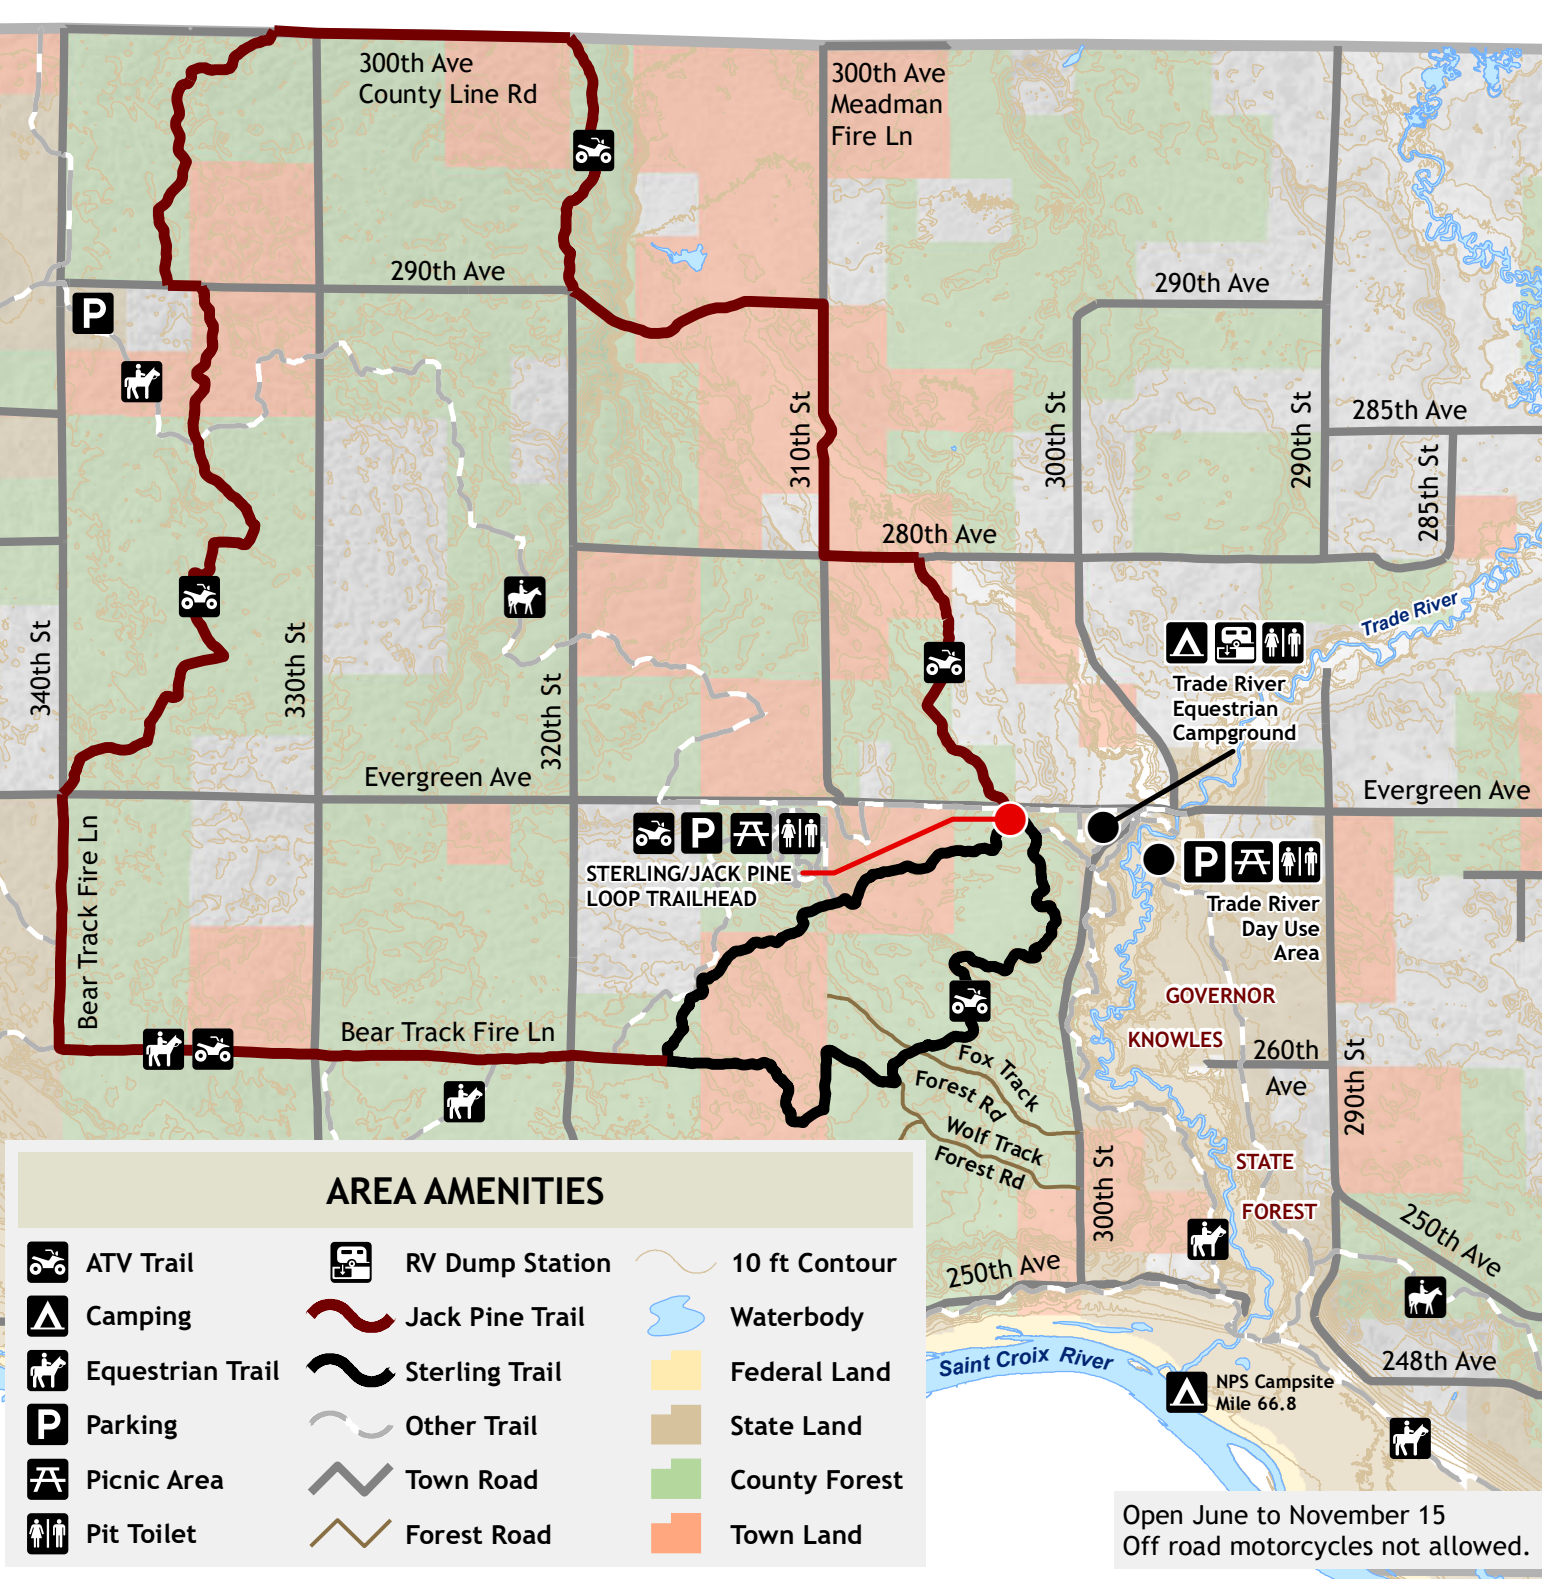 300th Ave
County Line Rd
300th Ave
Meadman
Fire Ln
290th Ave
290th Ave
P
310th St
300th St
290th St
285th Ave
285th St
280th Ave
Trade River
340th St
330th St
320th St
Trade River
Equestrian
Campground
Evergreen Ave
Evergreen Ave
P
STERLING/JACK PINE
LOOP TRAILHEAD
P
Trade River
Day Use
Area
Bear Track Fire Ln
GOVERNOR
KNOWLES
STATE
FOREST
Bear Track Fire Ln
260th
Ave
290th St
Fox Track
Forest Rd
Wolf Track
Forest Rd
300th St
250th Ave
250th Ave
248th Ave
Saint Croix River
NPS Campsite
Mile 66.8
AREA AMENITIES
ATV Trail
Camping
Equestrian Trail
P
Parking
Picnic Area
Pit Toilet
RV Dump Station
Jack Pine Trail
Sterling Trail
Other Trail
Town Road
Forest Road
10 ft Contour
Waterbody
Federal Land
State Land
County Forest
Town Land
Open June to November 15
Off road motorcycles not allowed.